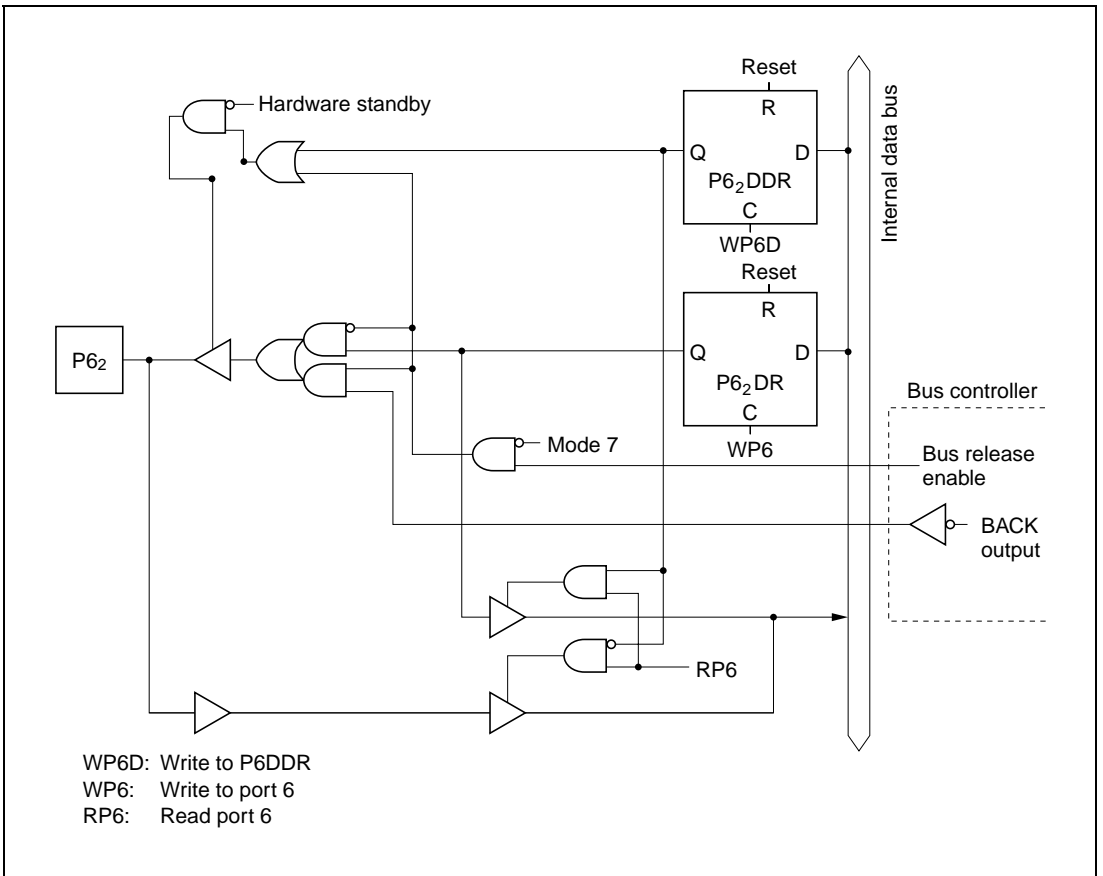 Reset
Hardware standby
R
Q D
P6₂DDR
C
WP6D
Internal data bus
Reset
R
P6₂
Q D
P6₂DR
C
WP6
Bus controller
Mode 7
Bus release
enable
BACK
output
RP6
WP6D: Write to P6DDR
WP6: Write to port 6
RP6: Read port 6